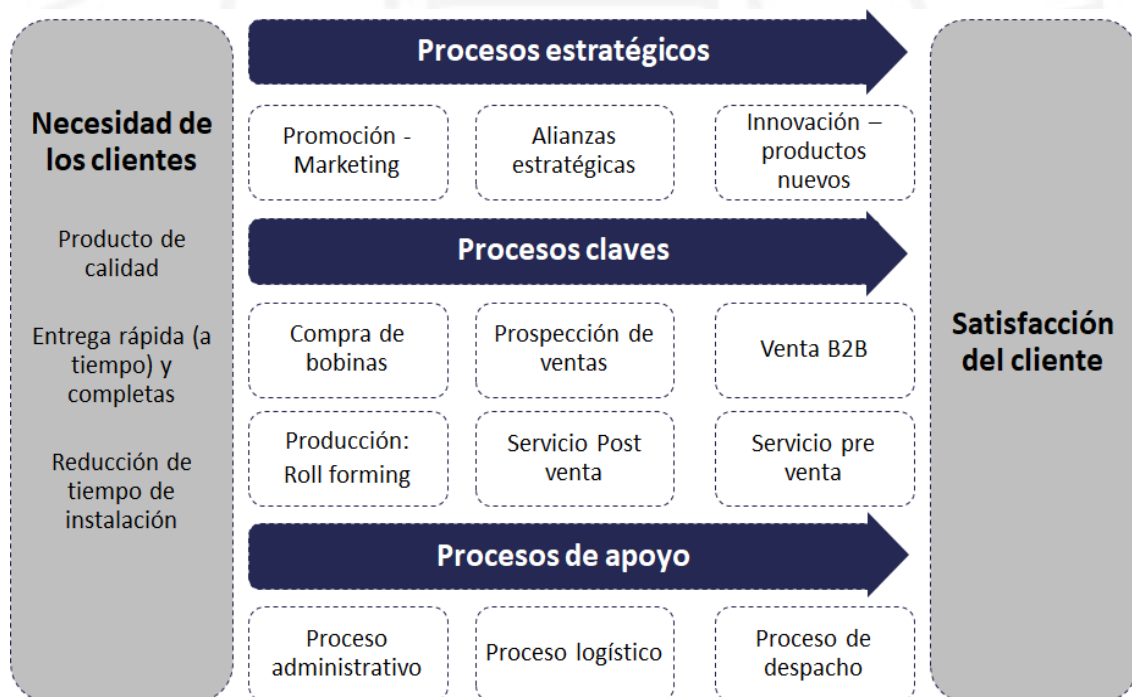 Necesidad de
los clientes
Producto de
calidad
Entrega rápida (a
tiempo) y
completas
Reducción de
tiempo de
instalación
Procesos estratégicos
Promoción -
Marketing
Alianzas
estratégicas
Innovación –
productos
nuevos
Procesos claves
Compra de
bobinas
Prospección de
ventas
Venta B2B
Producción:
Roll forming
Servicio Post
venta
Servicio pre
venta
Procesos de apoyo
Proceso
administrativo
Proceso logístico
Proceso de
despacho
Satisfacción
del cliente